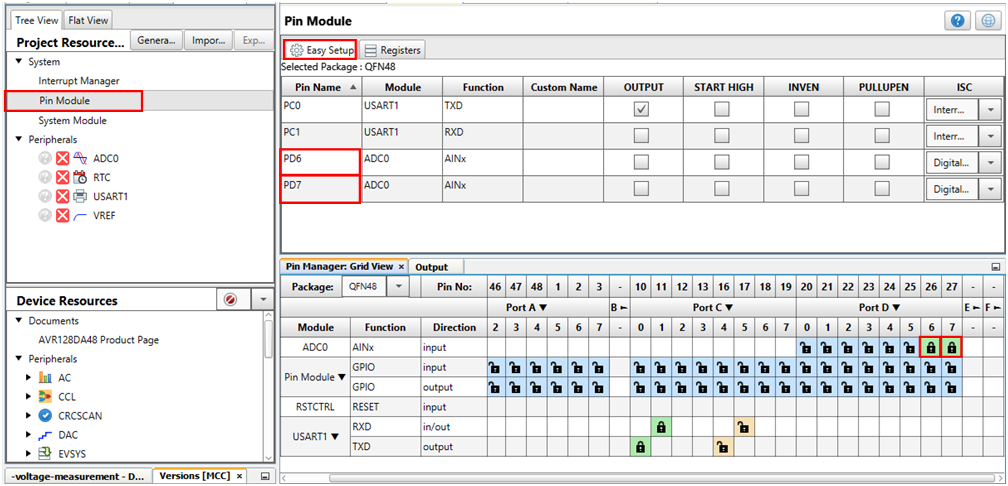 Tree View Flat View
Project Resource... Genera... Impor... Exp...
System
Interrupt Manager
Pin Module
System Module
Peripherals
ADC0
RTC
USART1
VREF
Device Resources
Documents
AVR128DA48 Product Page
Peripherals
AC
CCL
CRCSCAN
DAC
EVSYS
-voltage-measurement - D... Versions [MCC] ×
Pin Module
Easy Setup Registers
Selected Package : QFN48
Pin Name Module Function Custom Name OUTPUT START HIGH INVEN PULLUPEN ISC
PC0 USART1 TXD Interr...
PC1 USART1 RXD Interr...
PD6 ADC0 AINx Digital...
PD7 ADC0 AINx Digital...
Pin Manager: Grid View × Output
Package: QFN48 Pin No: 46 47 48 1 2 3 - 10 11 12 13 16 17 18 19 20 21 22 23 24 25 26 27 - -
Port A ▼ B Port C ▼ Port D ▼ E F
Module Function Direction 2 3 4 5 6 7 - 0 1 2 3 4 5 6 7 0 1 2 3 4 5 6 7 - -
ADC0 AINx input
Pin Module ▼ GPIO input
GPIO output
RSTCTRL RESET input
USART1 ▼ RXD in/out
TXD output